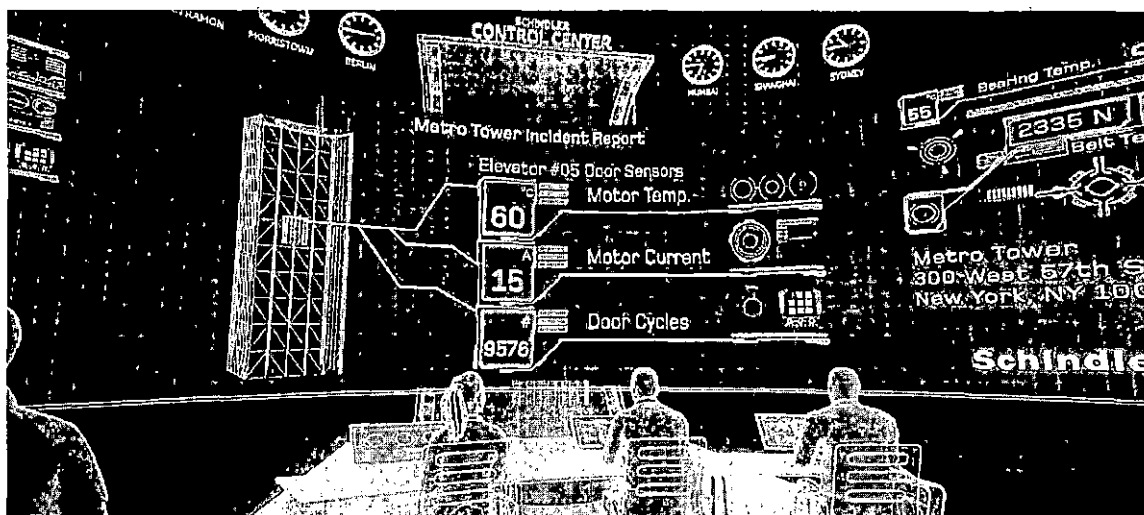 MORRISTOWN
BERLIN
SCHINDLER
CONTROL CENTER
MUMBAI
SHANGHAI
SYDNEY
Metro Tower Incident Report
Elevator #05 Door Sensors
°C
60
Motor Temp.
A
15
Motor Current
#
9576
Door Cycles
55
Bearing Temp.
2335 N
Belt Te
Metro Tower
300 West 57th S
New York, NY 100
Schindle